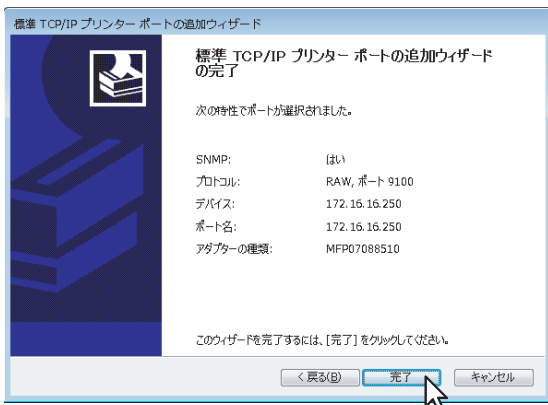 標準 TCP/IP プリンター ポートの追加ウィザード
標準 TCP/IP プリンター ポートの追加ウィザード
の完了
次の特性でポートが選択されました。
SNMP: はい
プロトコル: RAW, ポート 9100
デバイス: 172.16.16.250
ポート名: 172.16.16.250
アダプターの種類: MFP07088510
このウィザードを完了するには、[完了] をクリックしてください。
< 戻る(B) 完了 キャンセル